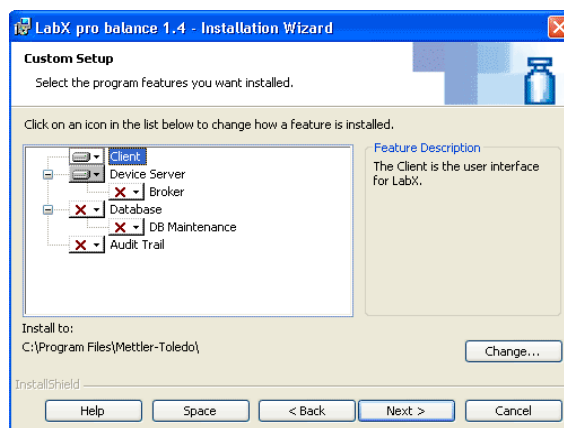 LabX pro balance 1.4 - Installation Wizard
Custom Setup
Select the program features you want installed.
Click on an icon in the list below to change how a feature is installed.
Client
Device Server
Broker
Database
DB Maintenance
Audit Trail
Feature Description
The Client is the user interface
for LabX.
Install to:
C:\Program Files\Mettler-Toledo\
Change...
InstallShield
Help
Space
< Back
Next >
Cancel